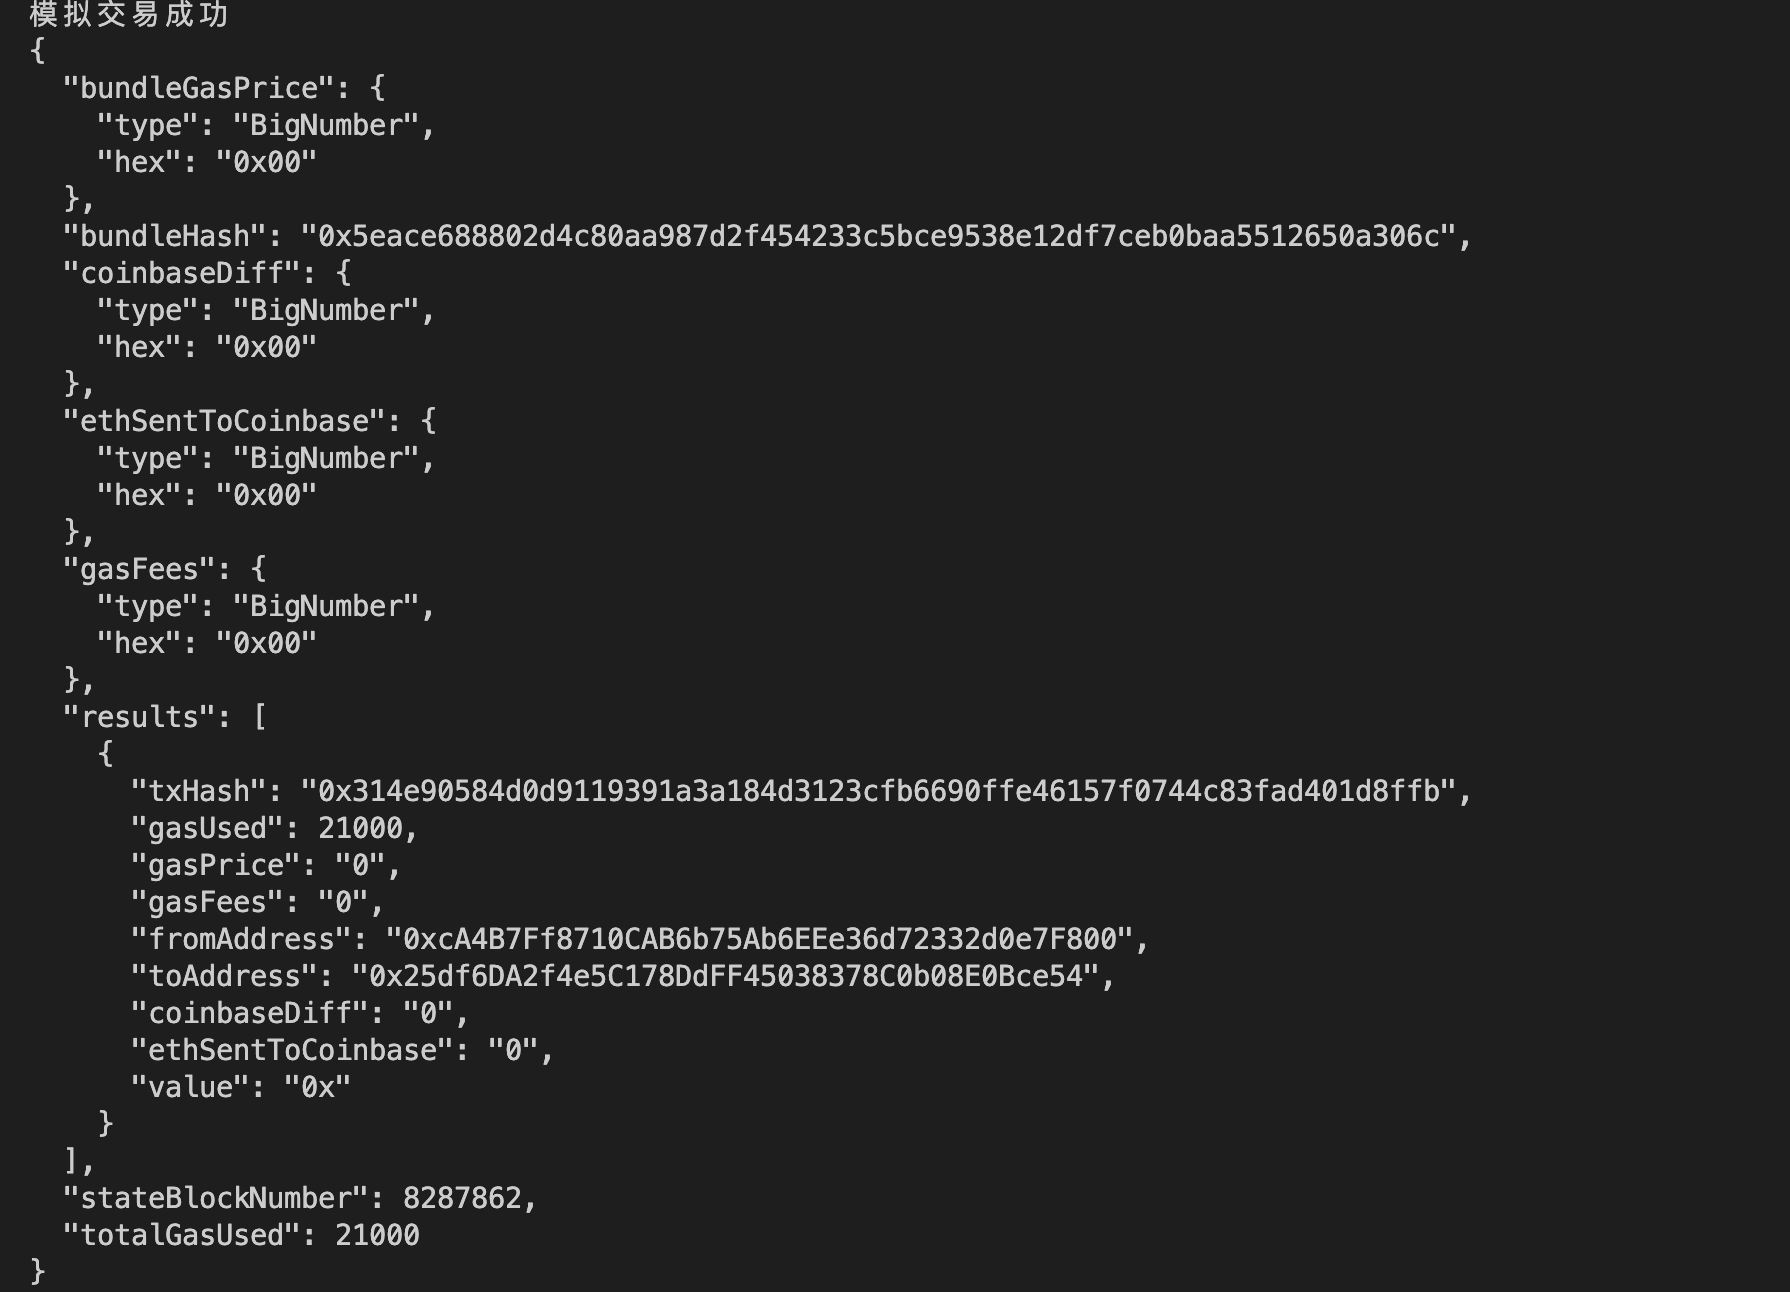 模拟交易成功
{
  "bundleGasPrice": {
    "type": "BigNumber",
    "hex": "0x00"
  },
  "bundleHash": "0x5eace688802d4c80aa987d2f454233c5bce9538e12df7ceb0baa5512650a306c",
  "coinbaseDiff": {
    "type": "BigNumber",
    "hex": "0x00"
  },
  "ethSentToCoinbase": {
    "type": "BigNumber",
    "hex": "0x00"
  },
  "gasFees": {
    "type": "BigNumber",
    "hex": "0x00"
  },
  "results": [
    {
      "txHash": "0x314e90584d0d9119391a3a184d3123cfb6690ffe46157f0744c83fad401d8ffb",
      "gasUsed": 21000,
      "gasPrice": "0",
      "gasFees": "0",
      "fromAddress": "0xcA4B7Ff8710CAB6b75Ab6EEe36d72332d0e7F800",
      "toAddress": "0x25df6DA2f4e5C178DdFF45038378C0b08E0Bce54",
      "coinbaseDiff": "0",
      "ethSentToCoinbase": "0",
      "value": "0x"
    }
  ],
  "stateBlockNumber": 8287862,
  "totalGasUsed": 21000
}